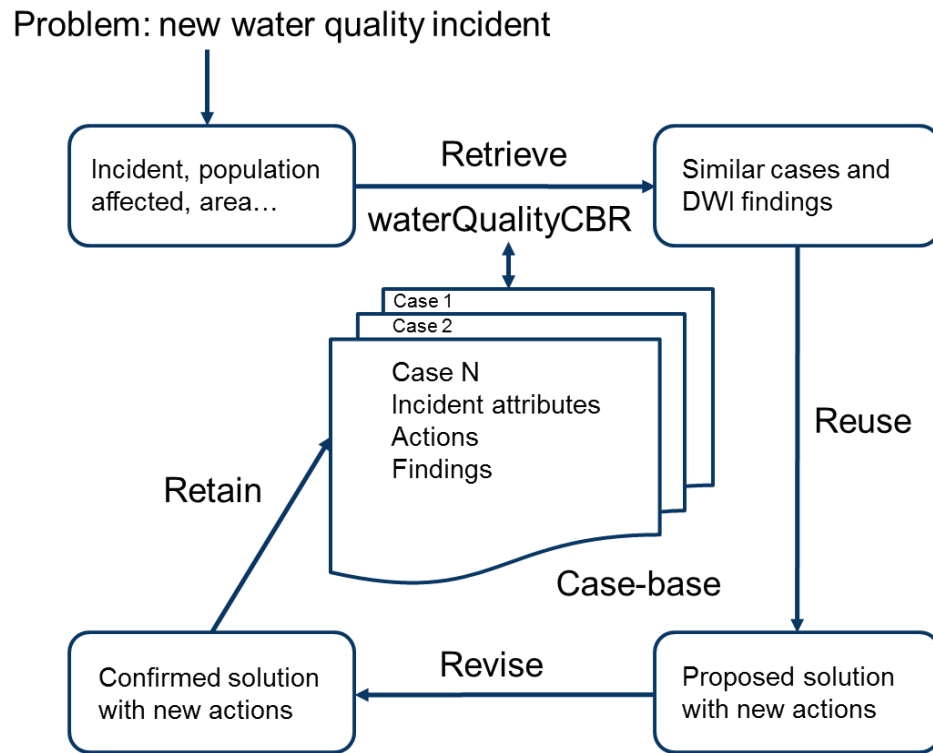 Problem: new water quality incident
Incident, population
affected, area…
Retrieve
Similar cases and
DWI findings
waterQualityCBR
Case 1
Case 2
Case N
Incident attributes
Actions
Findings
Reuse
Retain
Case-base
Confirmed solution
with new actions
Revise
Proposed solution
with new actions